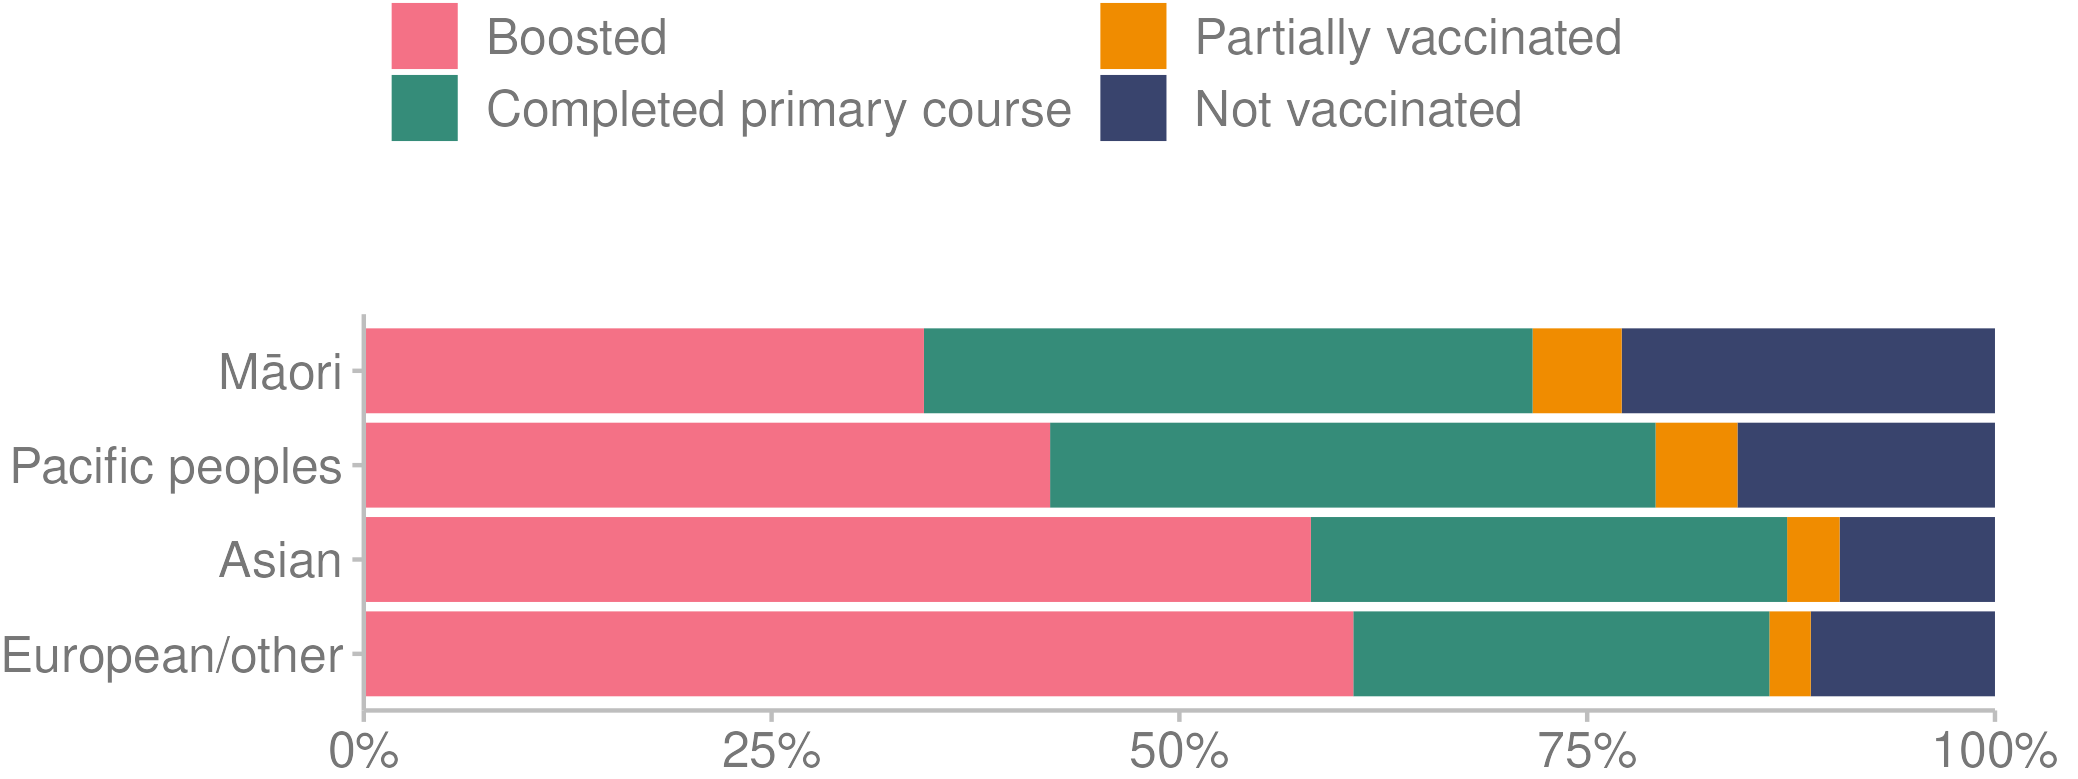 Boosted
Partially vaccinated
Completed primary course
Not vaccinated
Māori
Pacific peoples
Asian
European/other
0% 25% 50% 75% 100%